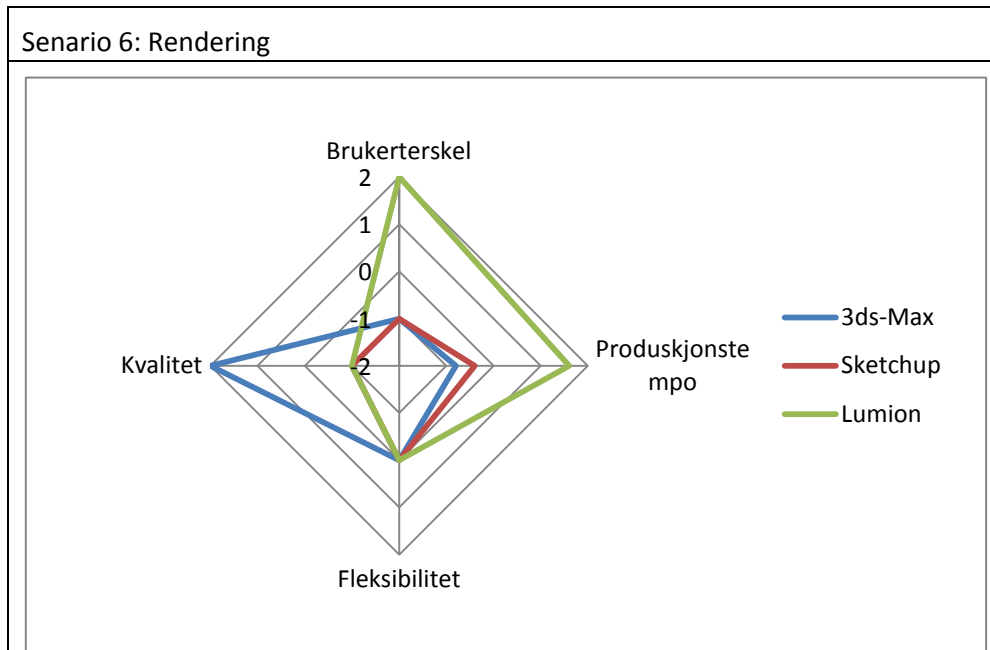 Senario 6: Rendering
Brukerterskel
2
1
0
-1
-2
Kvalitet
Produskjonste
mpo
Fleksibilitet
3ds-Max
Sketchup
Lumion